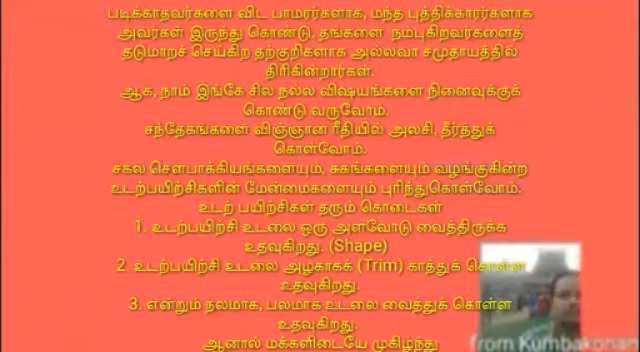 படிக்காதவர்களை விட பாமரர்களாக, மந்த புத்திக்காரர்களாக
அவர்கள் இருந்து கொண்டு, தங்களை நம்புகிறவர்களைத்
தடுமாறச் செய்கிற தற்குறிகளாக அல்லவா சமுதாயத்தில்
திரிகின்றார்கள்.
ஆக, நாம் இங்கே சில நல்ல விஷயங்களை நினைவுக்குக்
கொண்டு வருவோம்.
சந்தேகங்களை விஞ்ஞான ரீதியில் அலசி, தீர்த்துக்
கொள்வோம்.
சகல சௌபாக்கியங்களையும், சுகங்களையும் வழங்குகின்ற
உடற்பயிற்சிகளின் மேன்மைகளையும் புரிந்துகொள்வோம்.
உடற் பயிற்சிகள் தரும் கொடைகள்
1. உடற்பயிற்சி உடலை ஒரு அளவோடு வைத்திருக்க
உதவுகிறது. (Shape)
2. உடற்பயிற்சி உடலை அழகாகக் (Trim) காத்துக் கொள்ள
உதவுகிறது.
3. என்றும் நலமாக, பலமாக உடலை வைத்துக் கொள்ள
உதவுகிறது.
ஆனால் மக்களிடையே முகிழ்ந்து
from Kumbakonam